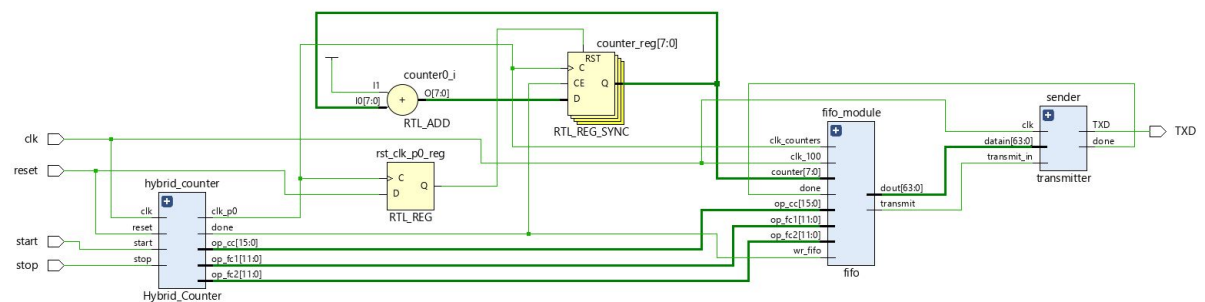 counter_reg[7:0]
RST
C
CE
D
Q
RTL_REG_SYNC
counter0_i
I1
I0[7:0]
+
O[7:0]
RTL_ADD
clk
reset
start
stop
rst_clk_p0_reg
C
D
Q
RTL_REG
hybrid_counter
clk
reset
start
stop
clk_p0
done
op_cc[15:0]
op_fc1[11:0]
op_fc2[11:0]
Hybrid_Counter
fifo_module
clk_counters
clk_100
counter[7:0]
done
op_cc[15:0]
op_fc1[11:0]
op_fc2[11:0]
wr_fifo
dout[63:0]
transmit
fifo
sender
clk
datain[63:0]
transmit_in
TXD
done
transmitter
TXD